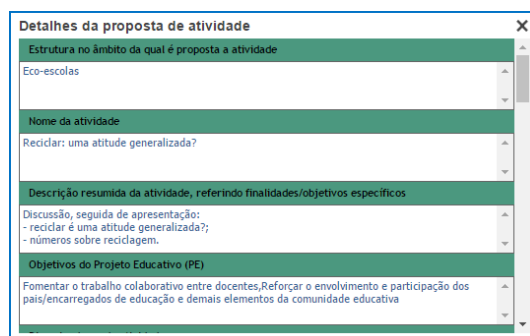 Detalhes da proposta de atividade
Estrutura no âmbito da qual é proposta a atividade
Eco-escolas
Nome da atividade
Reciclar: uma atitude generalizada?
Descrição resumida da atividade, referindo finalidades/objetivos específicos
Discussão, seguida de apresentação:
- reciclar é uma atitude generalizada?;
- números sobre reciclagem.
Objetivos do Projeto Educativo (PE)
Fomentar o trabalho colaborativo entre docentes,Reforçar o envolvimento e participação dos
pais/encarregados de educação e demais elementos da comunidade educativa